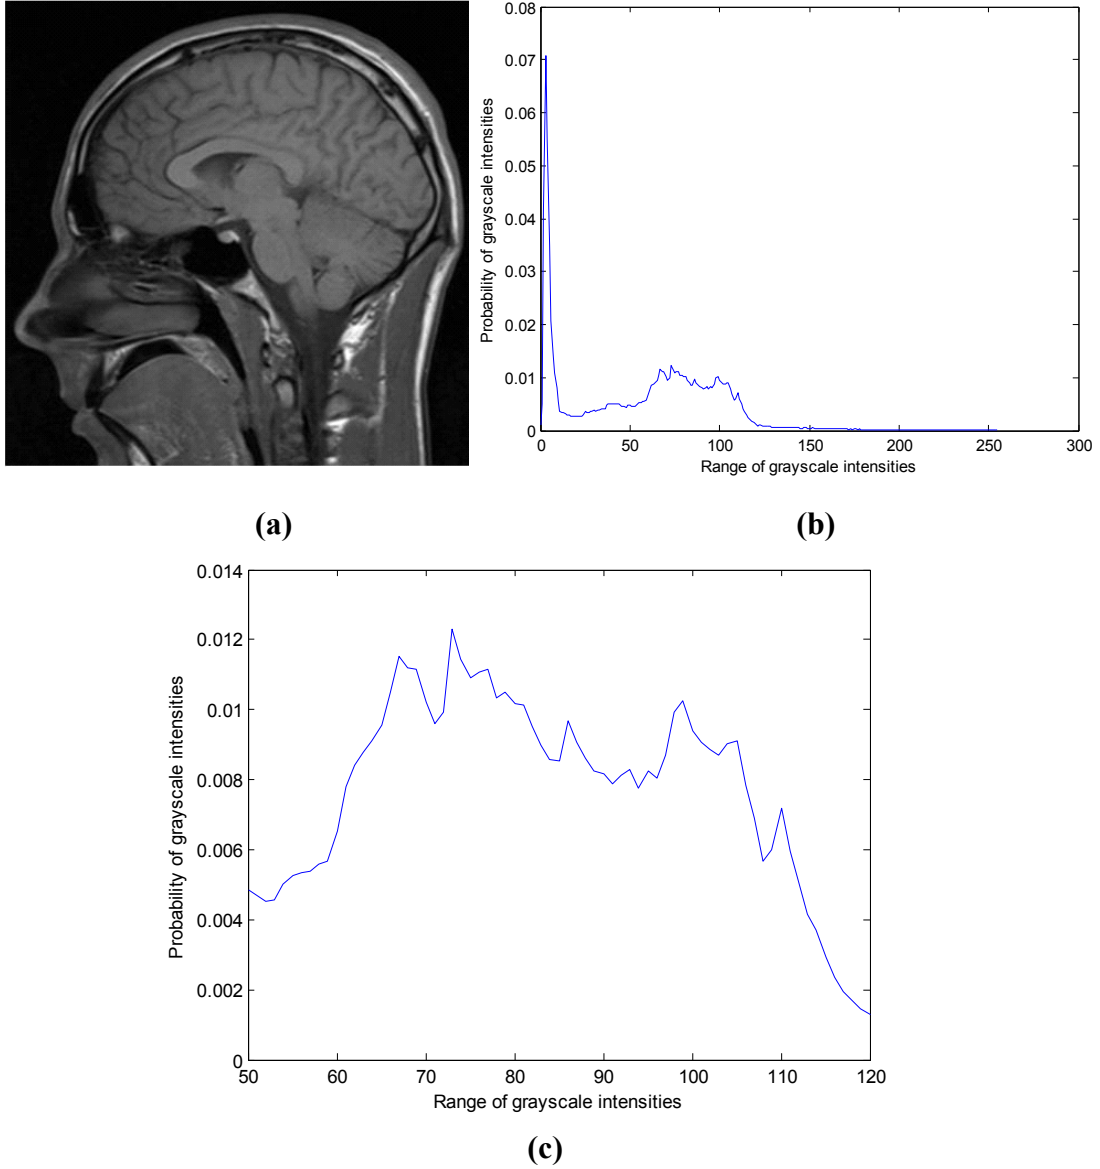 0.08
0.07
0.06
0.05
0.04
0.03
0.02
0.01
0
Probability of grayscale intensities
0 50 100 150 200 250 300
Range of grayscale intensities
(a) (b)
0.014
0.012
0.01
0.008
0.006
0.004
0.002
0
Probability of grayscale intensities
50 60 70 80 90 100 110 120
Range of grayscale intensities
(c)